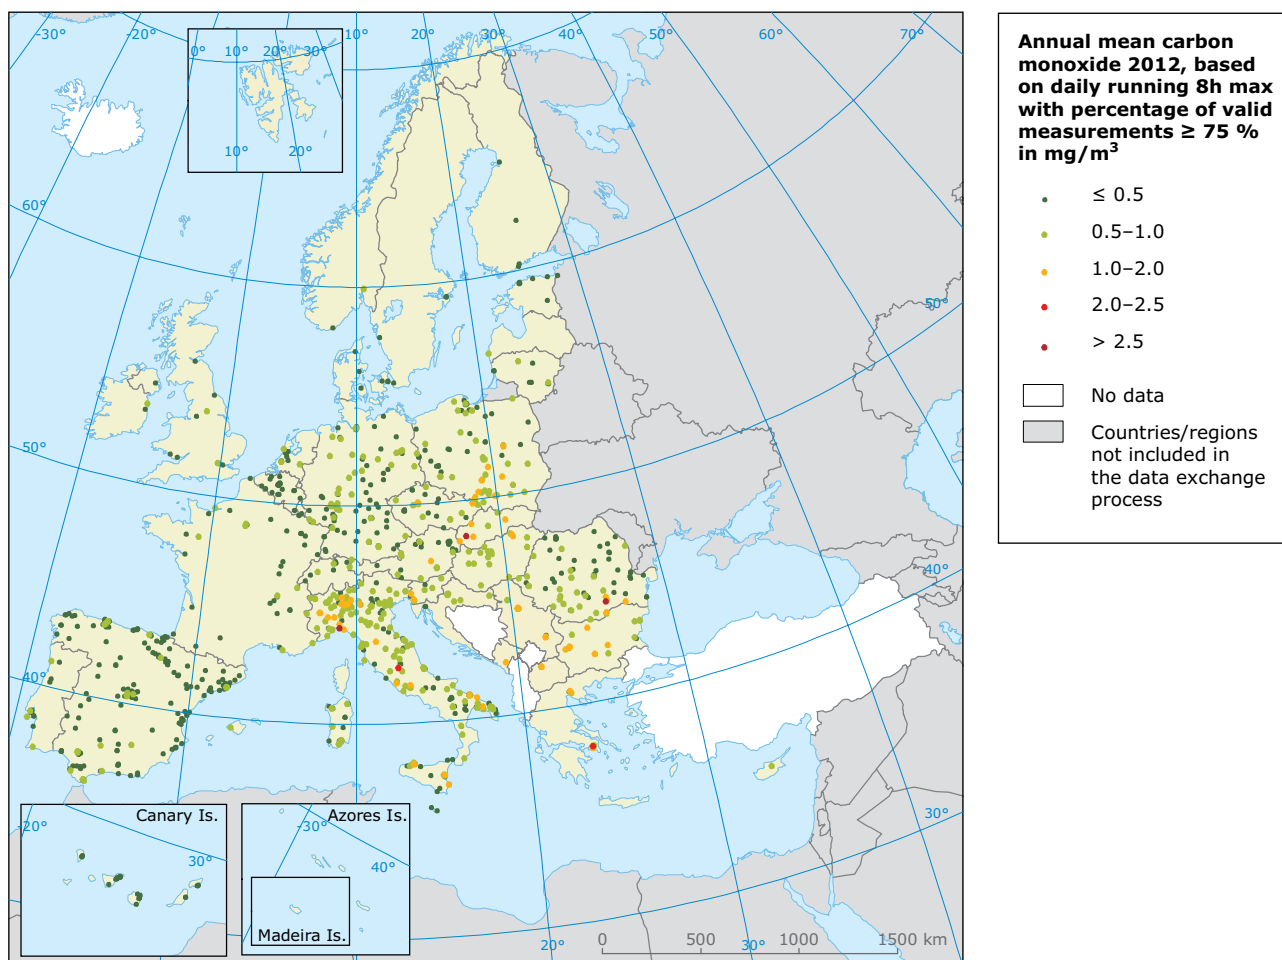 -30°
-20°
0°
10°
20°
30°
10°
20°
30°
50°
60°
70°
10°
20°
60°
40°
50°
50°
40°
40°
30°
Canary Is.
-20°
30°
Azores Is.
-30°
40°
Madeira Is.
20°
30°
0 500 1000 1500 km
Annual mean carbon
monoxide 2012, based
on daily running 8h max
with percentage of valid
measurements ≥ 75 %
in mg/m³
≤ 0.5
0.5–1.0
1.0–2.0
2.0–2.5
> 2.5
No data
Countries/regions
not included in
the data exchange
process